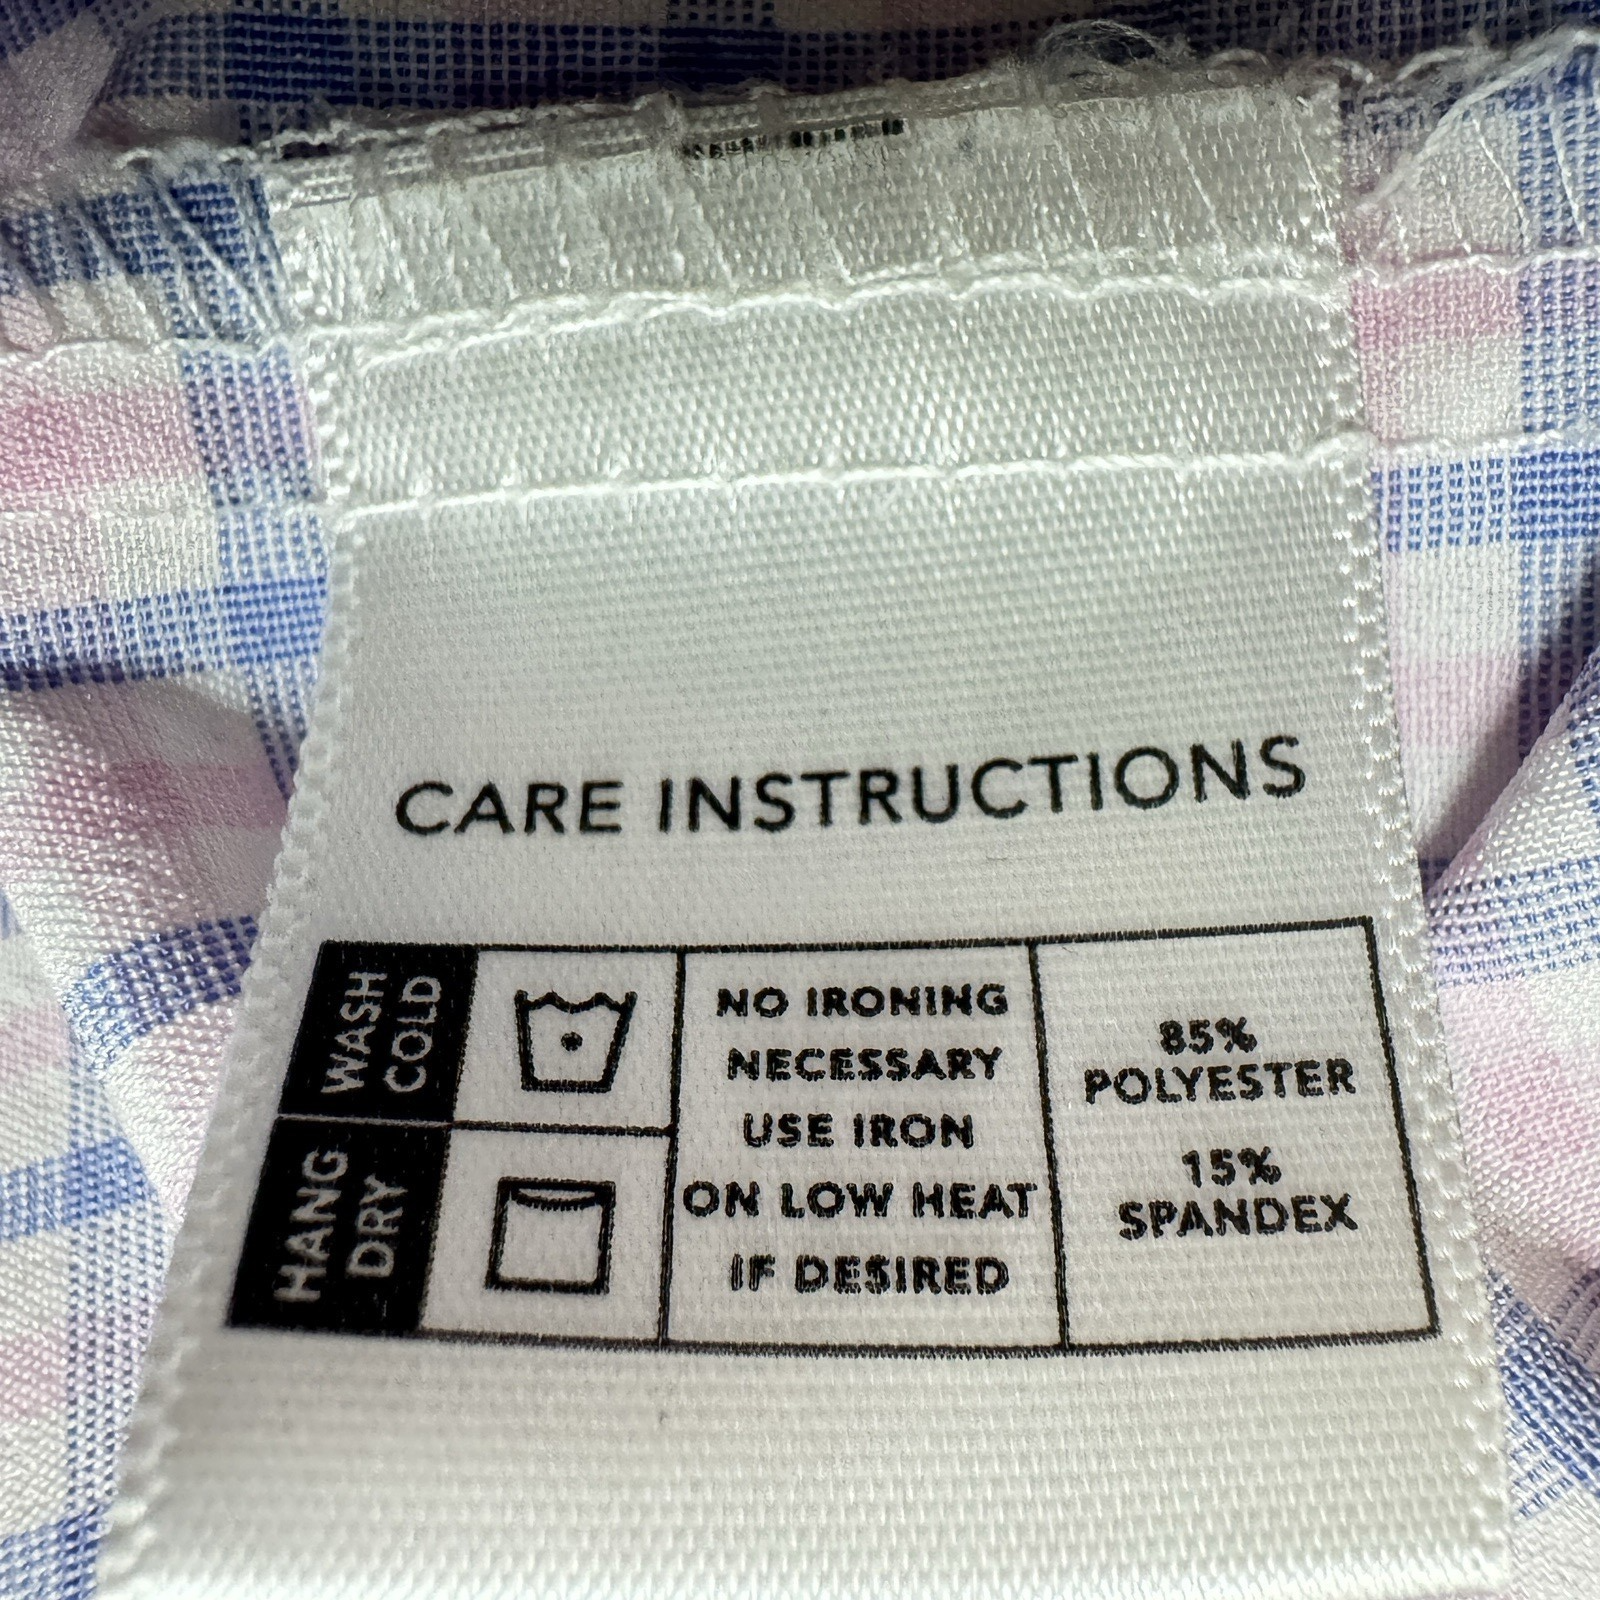 CARE INSTRUCTIONS
WASH
COLD
HANG
DRY
NO IRONING
NECESSARY
USE IRON
ON LOW HEAT
IF DESIRED
85%
POLYESTER
15%
SPANDEX